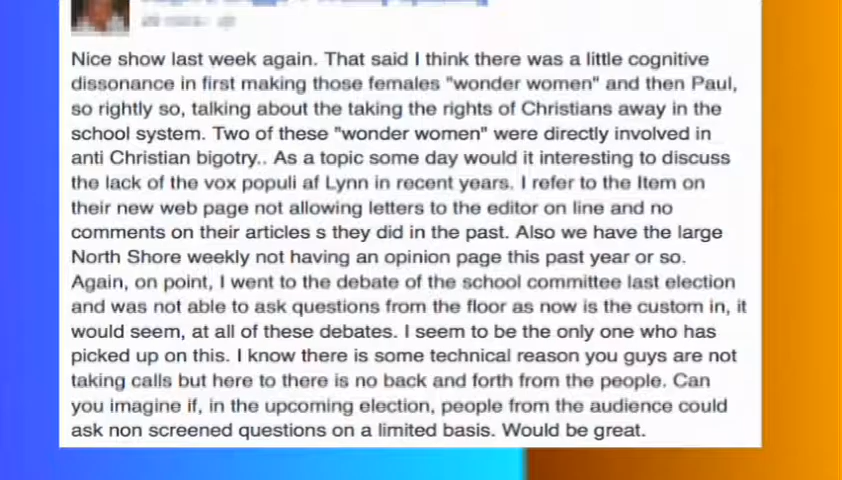 Nice show last week again. That said I think there was a little cognitive
dissonance in first making those females "wonder women" and then Paul,
so rightly so, talking about the taking the rights of Christians away in the
school system. Two of these "wonder women" were directly involved in
anti Christian bigotry.. As a topic some day would it interesting to discuss
the lack of the vox populi af Lynn in recent years. I refer to the Item on
their new web page not allowing letters to the editor on line and no
comments on their articles s they did in the past. Also we have the large
North Shore weekly not having an opinion page this past year or so.
Again, on point, I went to the debate of the school committee last election
and was not able to ask questions from the floor as now is the custom in, it
would seem, at all of these debates. I seem to be the only one who has
picked up on this. I know there is some technical reason you guys are not
taking calls but here to there is no back and forth from the people. Can
you imagine if, in the upcoming election, people from the audience could
ask non screened questions on a limited basis. Would be great.